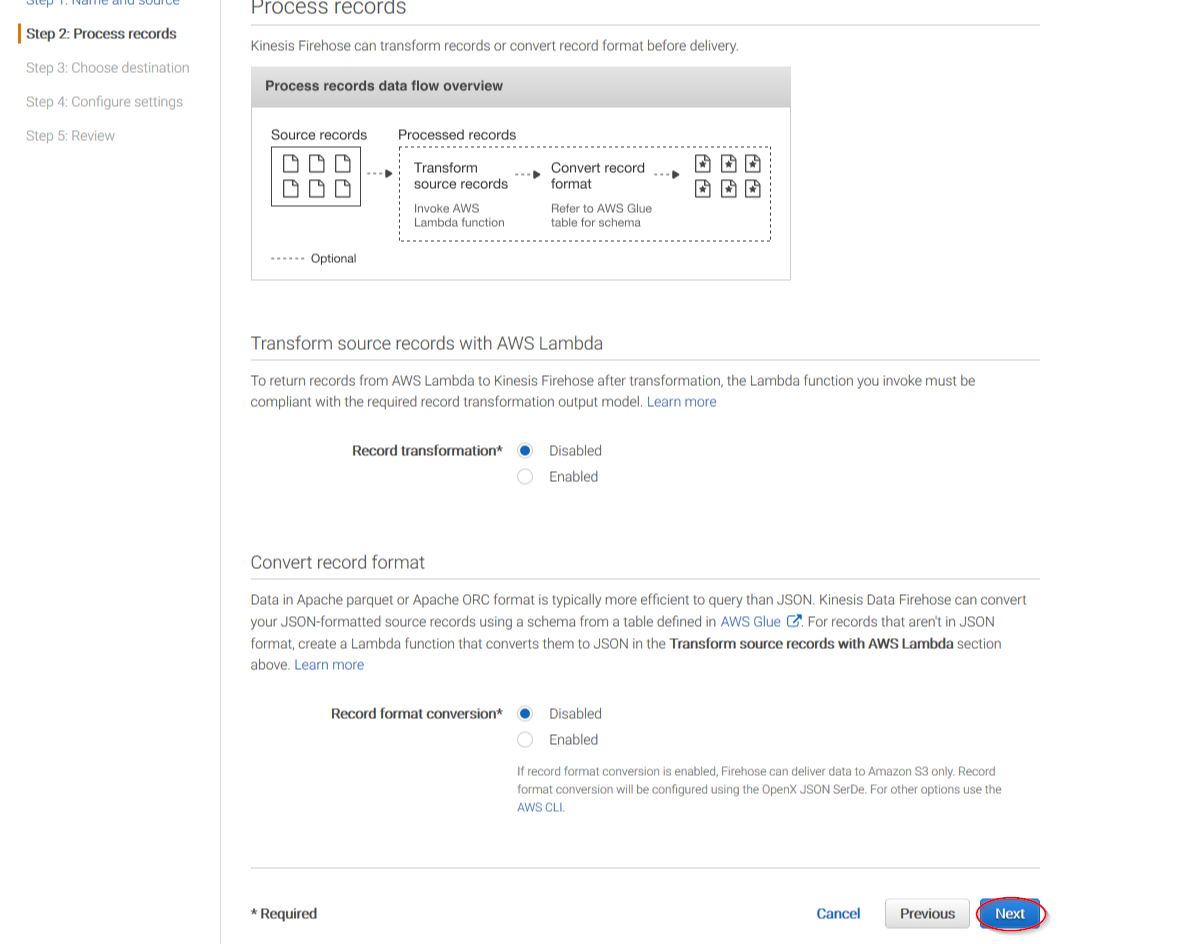 Step 1: Name and source
Step 2: Process records
Step 3: Choose destination
Step 4: Configure settings
Step 5: Review
Process records
Kinesis Firehose can transform records or convert record format before delivery.
Process records data flow overview
Source records
Processed records
Transform
source records
Invoke AWS
Lambda function
Convert record
format
Refer to AWS Glue
table for schema
Optional
Transform source records with AWS Lambda
To return records from AWS Lambda to Kinesis Firehose after transformation, the Lambda function you invoke must be
compliant with the required record transformation output model. Learn more
Record transformation* Disabled
Enabled
Convert record format
Data in Apache parquet or Apache ORC format is typically more efficient to query than JSON. Kinesis Data Firehose can convert
your JSON-formatted source records using a schema from a table defined in AWS Glue. For records that aren't in JSON
format, create a Lambda function that converts them to JSON in the Transform source records with AWS Lambda section
above. Learn more
Record format conversion* Disabled
Enabled
If record format conversion is enabled, Firehose can deliver data to Amazon S3 only. Record
format conversion will be configured using the OpenX JSON SerDe. For other options use the
AWS CLI.
* Required
Cancel
Previous
Next